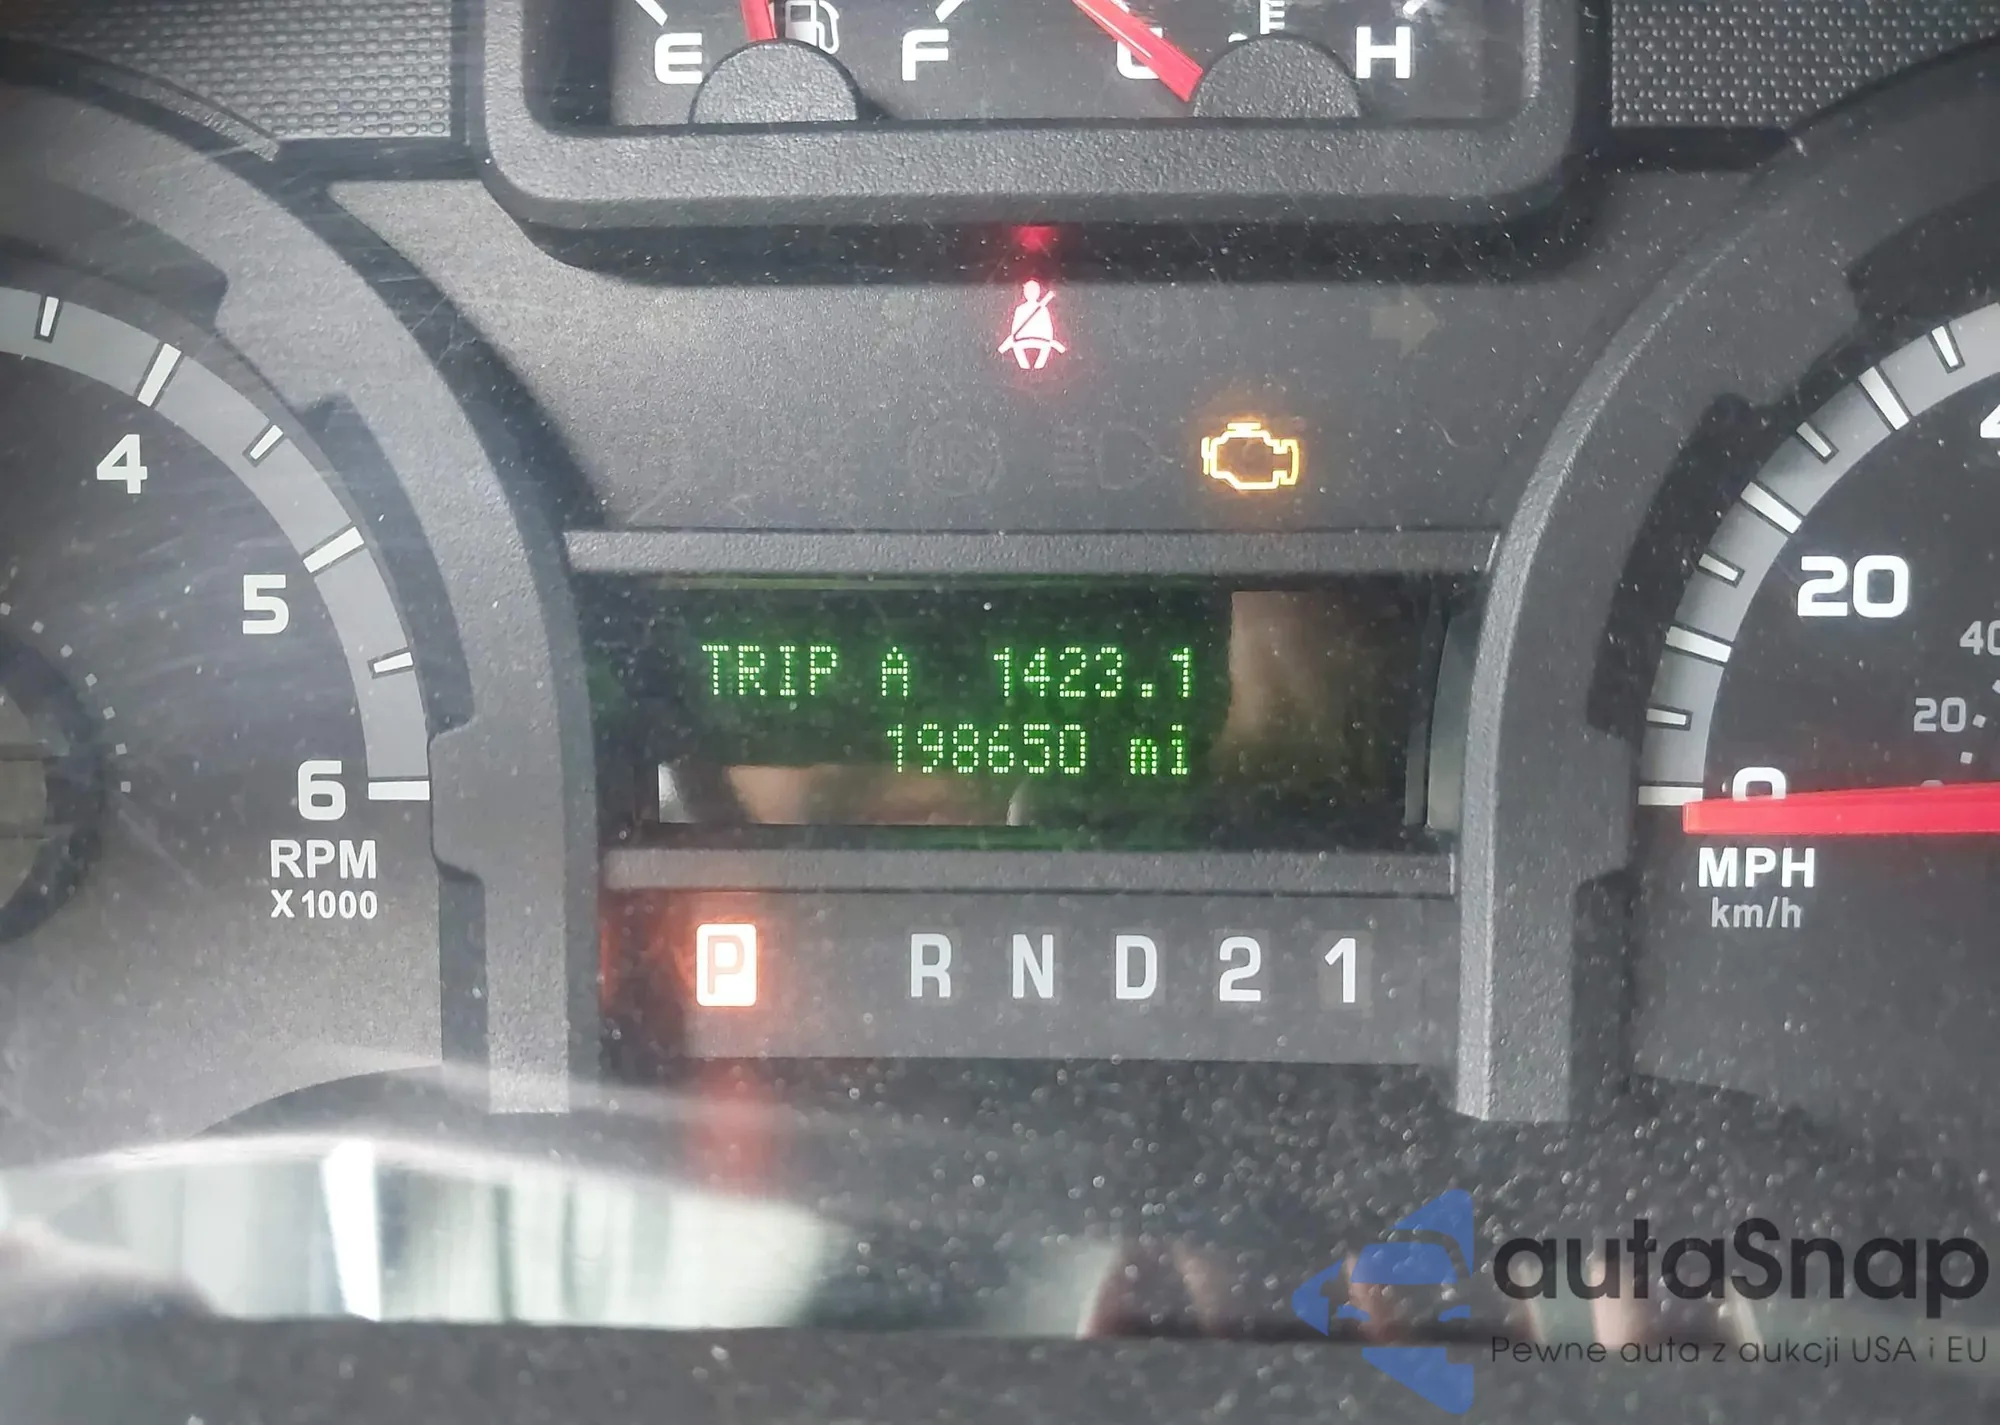 E F C H
4
5
6
RPM
X 1000
TRIP A 1423.1
198650 mi
P R N D 2 1
20
40
20
0
MPH
km/h
autaSnap
Pewne auta z aukcji USA i EU